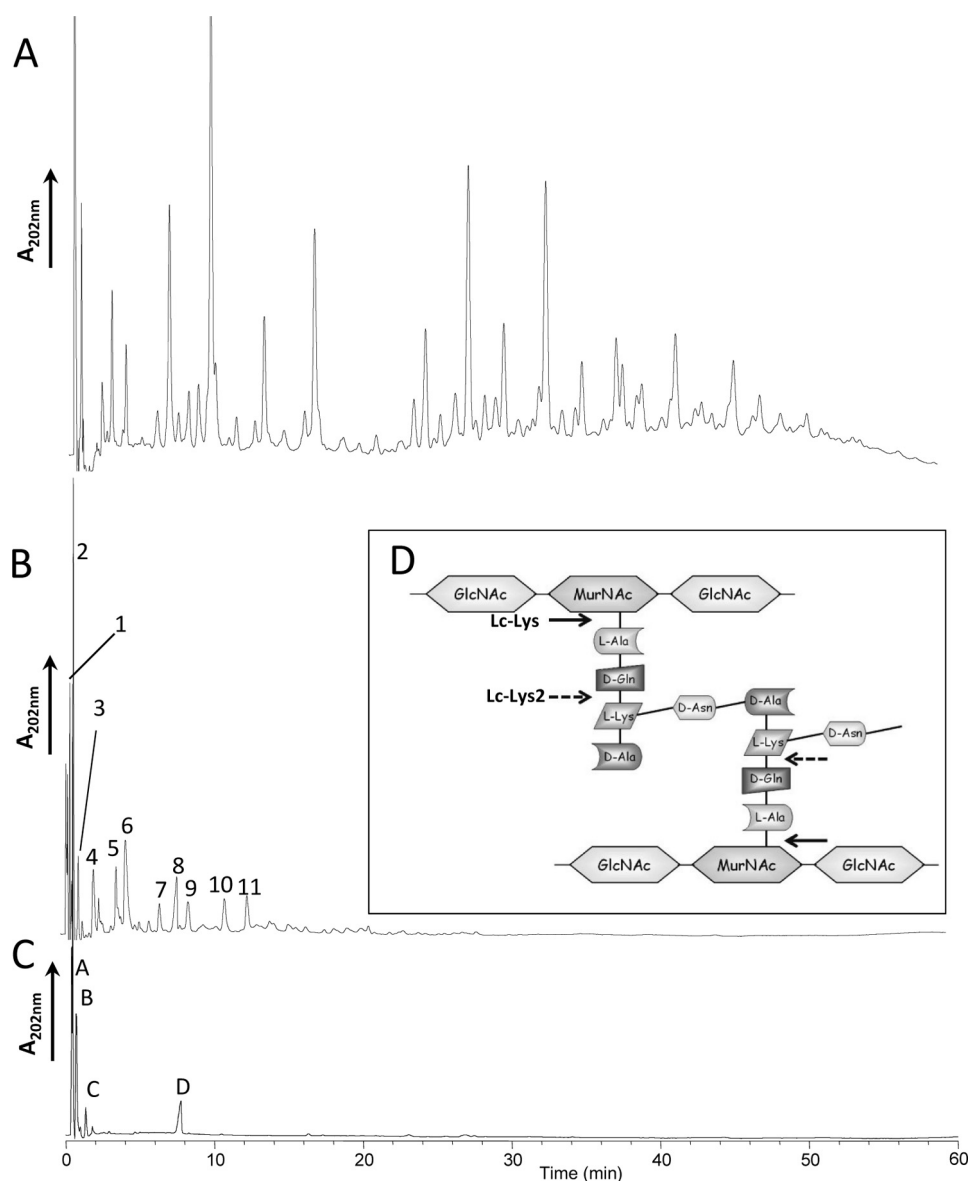 A
A202nm
B
2
1
3
4
5
6
7
8
9
10
11
A202nm
D
GlcNAc MurNAc GlcNAc
Lc-Lys
L-Ala
D-Gln
Lc-Lys2
L-Lys D-Asn D-Ala
D-Ala L-Lys D-Asn
D-Gln
L-Ala
GlcNAc MurNAc GlcNAc
C
A202nm
A
B
C
D
0 10 20 30 40 50 60
Time (min)